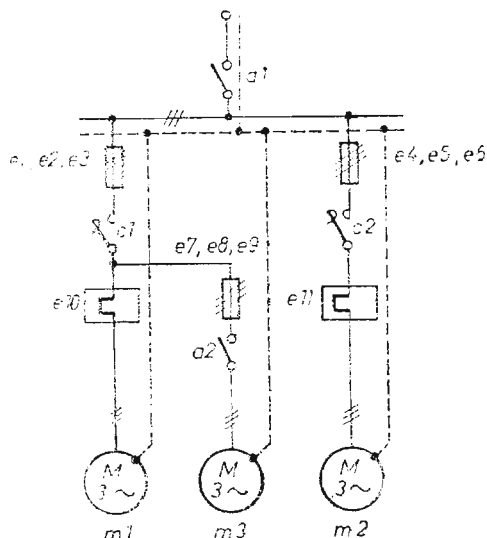 a1
e1, e2, e3
e4, e5, e6
c1
c2
e7, e8, e9
e10
e11
a2
M
3~
M
3~
M
3~
m1
m3
m2